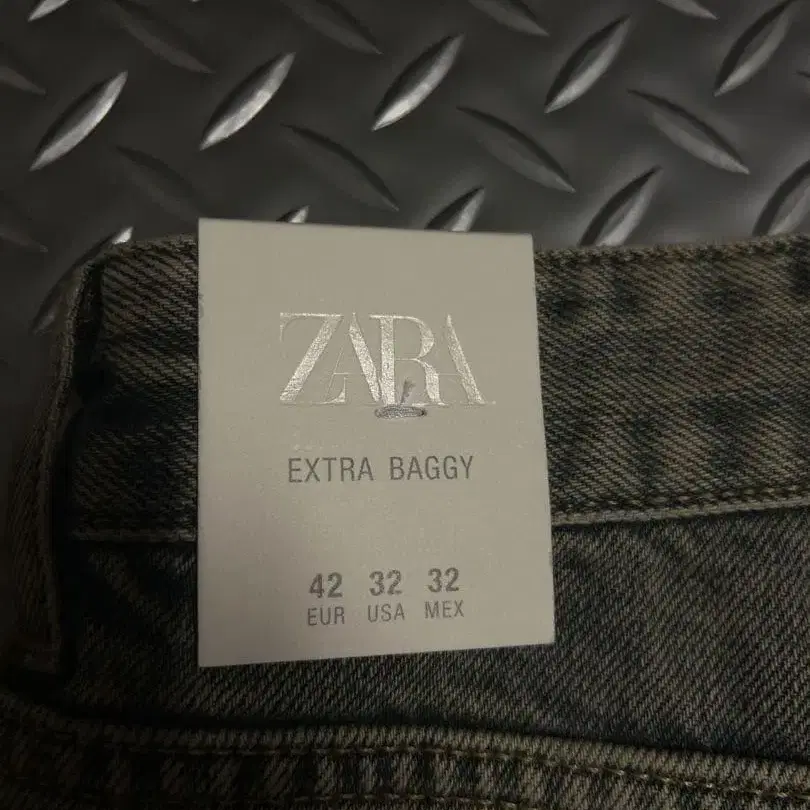 ZARA
EXTRA BAGGY
42 32 32
EUR USA MEX